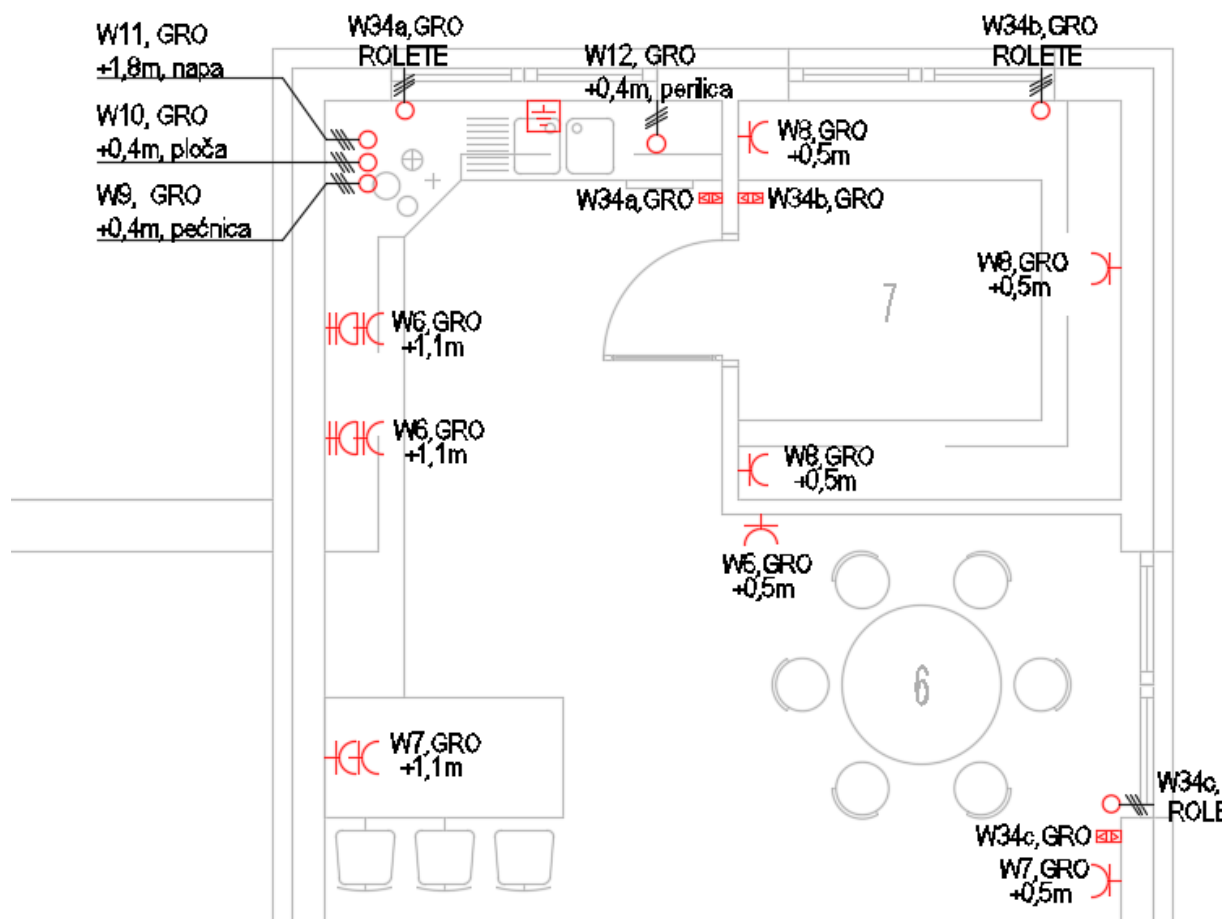 W11, GRO
+1,8m, napa
W10, GRO
+0,4m, ploča
W9, GRO
+0,4m, pećnica
W34a,GRO
ROLETE
W12, GRO
+0,4m, perilica
W34b,GRO
ROLETE
W8,GRO
+0,5m
W34a,GRO
W34b,GRO
W8,GRO
+0,5m
7
W6,GRO
+1,1m
W6,GRO
+1,1m
W8,GRO
+0,5m
W6,GRO
+0,5m
6
W7,GRO
+1,1m
W34c,
ROLE
W34c,GRO
W7,GRO
+0,5m